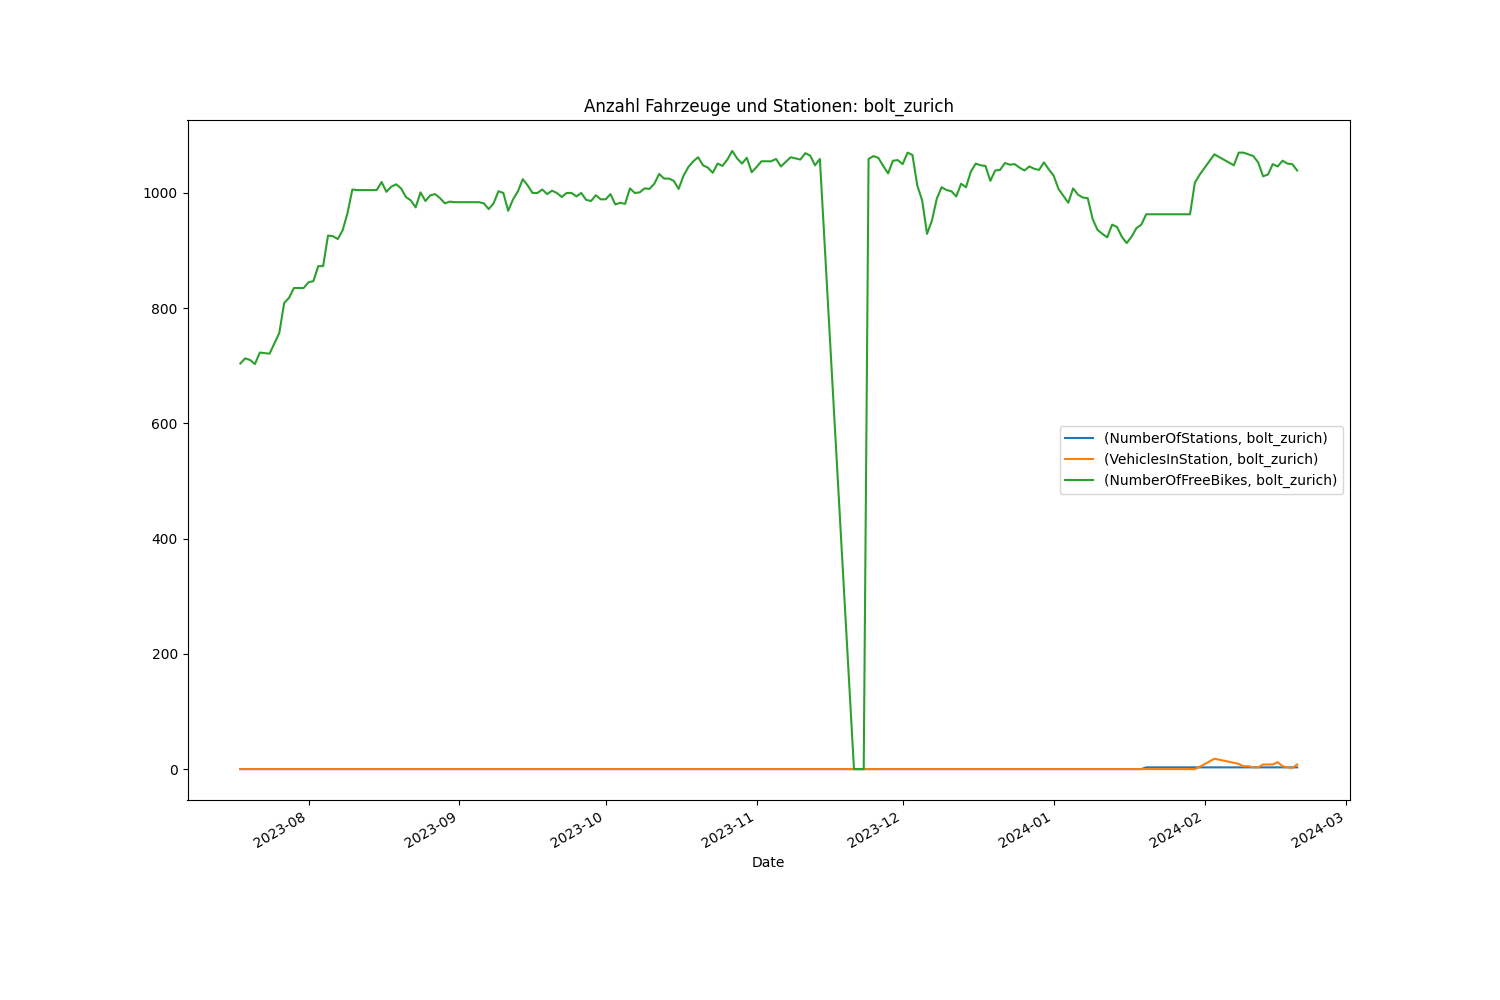 Anzahl Fahrzeuge und Stationen: bolt_zurich
1000
800
600
400
200
0
(NumberOfStations, bolt_zurich)
(VehiclesInStation, bolt_zurich)
(NumberOfFreeBikes, bolt_zurich)
2023-08
2023-09
2023-10
2023-11
2023-12
2024-01
2024-02
2024-03
Date